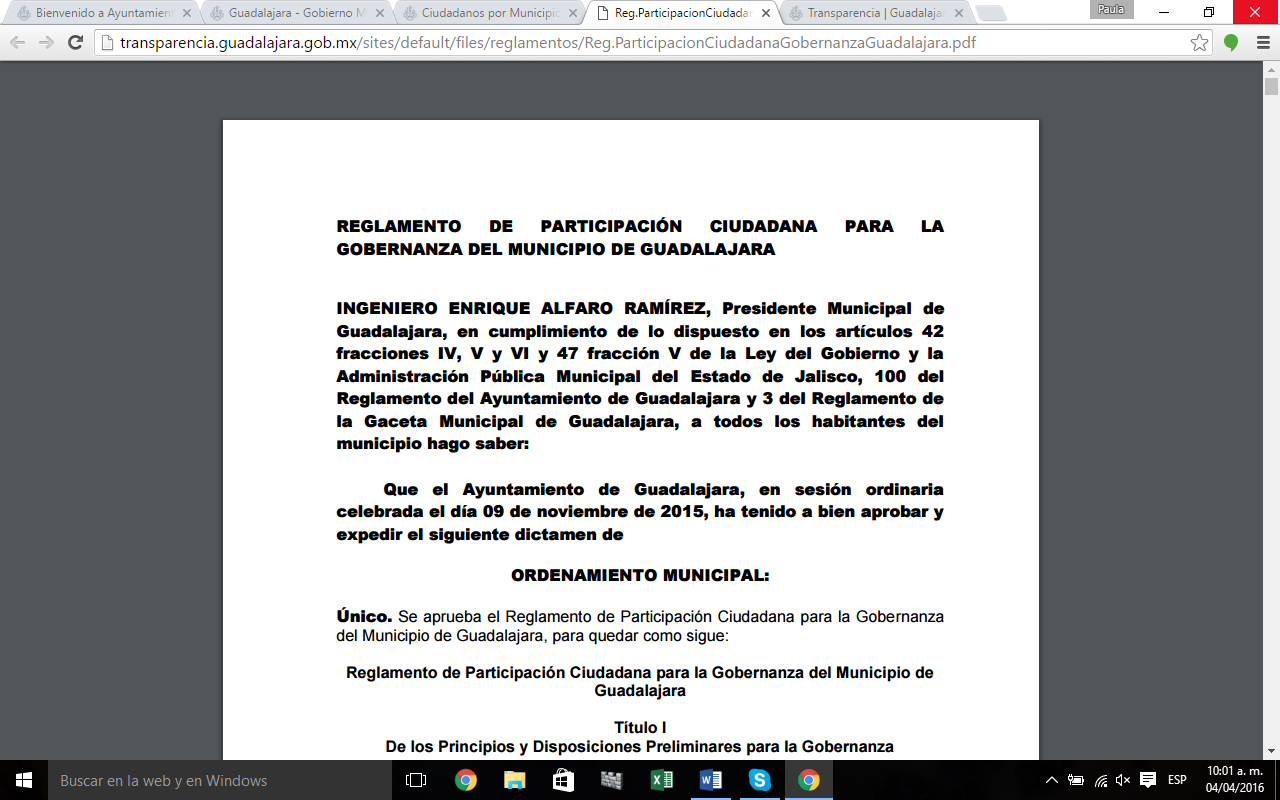 Bienvenido a Ayuntamient
Guadalajara - Gobierno M
Ciudadanos por Municipio
Reg.ParticipacionCiudadan
Transparencia | Guadalajar
Paula
transparencia.guadalajara.gob.mx/sites/default/files/reglamentos/Reg.ParticipacionCiudadanaGobernanzaGuadalajara.pdf
REGLAMENTO DE PARTICIPACIÓN CIUDADANA PARA LA
GOBERNANZA DEL MUNICIPIO DE GUADALAJARA
INGENIERO ENRIQUE ALFARO RAMÍREZ, Presidente Municipal de
Guadalajara, en cumplimiento de lo dispuesto en los artículos 42
fracciones IV, V y VI y 47 fracción V de la Ley del Gobierno y la
Administración Pública Municipal del Estado de Jalisco, 100 del
Reglamento del Ayuntamiento de Guadalajara y 3 del Reglamento de
la Gaceta Municipal de Guadalajara, a todos los habitantes del
municipio hago saber:
Que el Ayuntamiento de Guadalajara, en sesión ordinaria
celebrada el día 09 de noviembre de 2015, ha tenido a bien aprobar y
expedir el siguiente dictamen de
ORDENAMIENTO MUNICIPAL:
Único. Se aprueba el Reglamento de Participación Ciudadana para la Gobernanza
del Municipio de Guadalajara, para quedar como sigue:
Reglamento de Participación Ciudadana para la Gobernanza del Municipio de
Guadalajara
Título I
De los Principios y Disposiciones Preliminares para la Gobernanza
Buscar en la web y en Windows
ESP
10:01 a. m.
04/04/2016